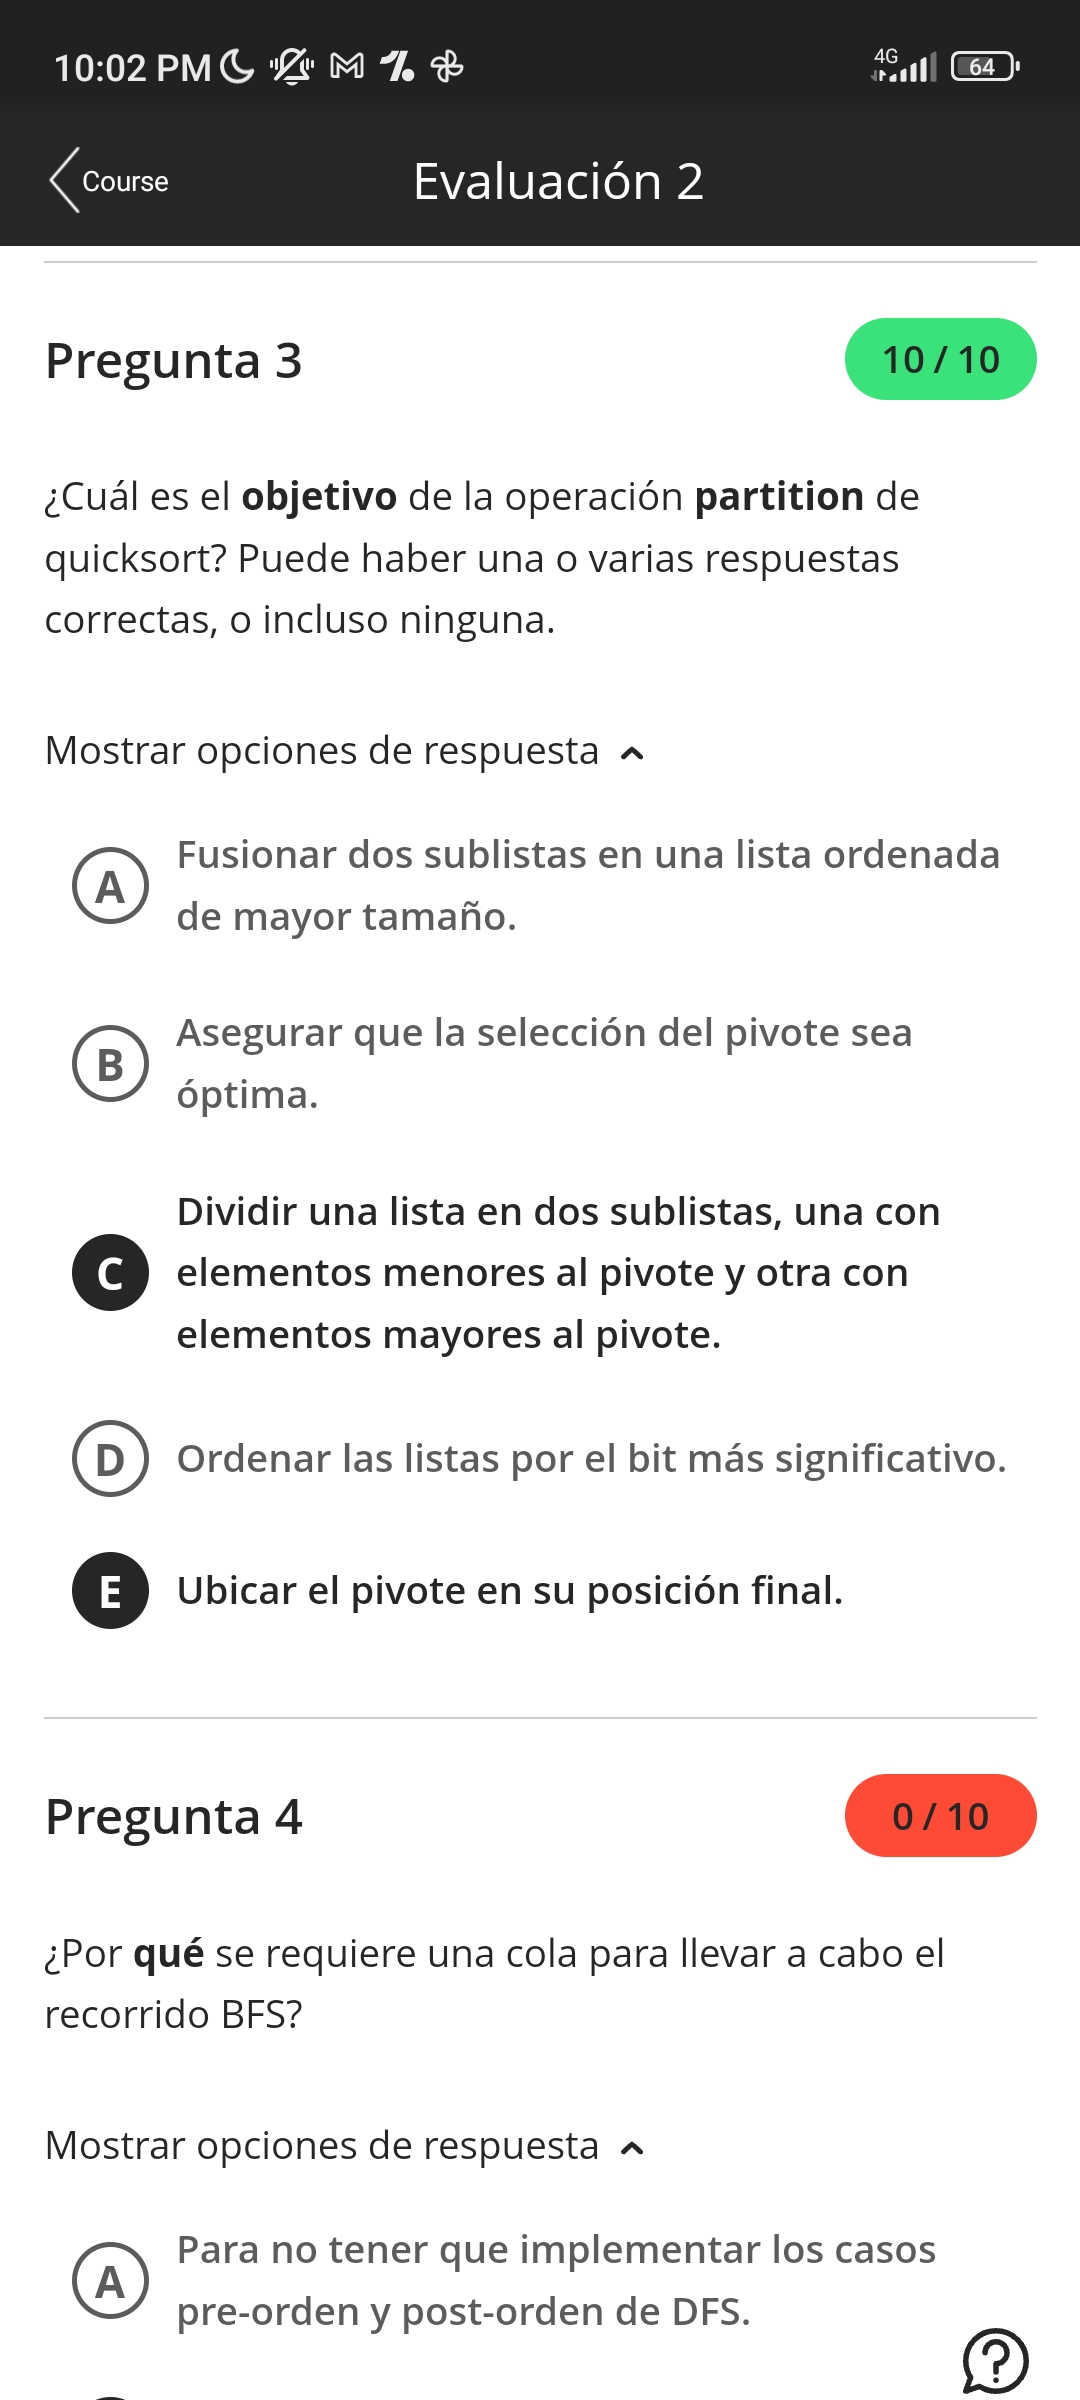 10:02 PM
4G
64
Course
Evaluación 2
Pregunta 3
10 / 10
¿Cuál es el objetivo de la operación partition de
quicksort? Puede haber una o varias respuestas
correctas, o incluso ninguna.
Mostrar opciones de respuesta
A
Fusionar dos sublistas en una lista ordenada
de mayor tamaño.
B
Asegurar que la selección del pivote sea
óptima.
C
Dividir una lista en dos sublistas, una con
elementos menores al pivote y otra con
elementos mayores al pivote.
D
Ordenar las listas por el bit más significativo.
E
Ubicar el pivote en su posición final.
Pregunta 4
0 / 10
¿Por qué se requiere una cola para llevar a cabo el
recorrido BFS?
Mostrar opciones de respuesta
A
Para no tener que implementar los casos
pre-orden y post-orden de DFS.